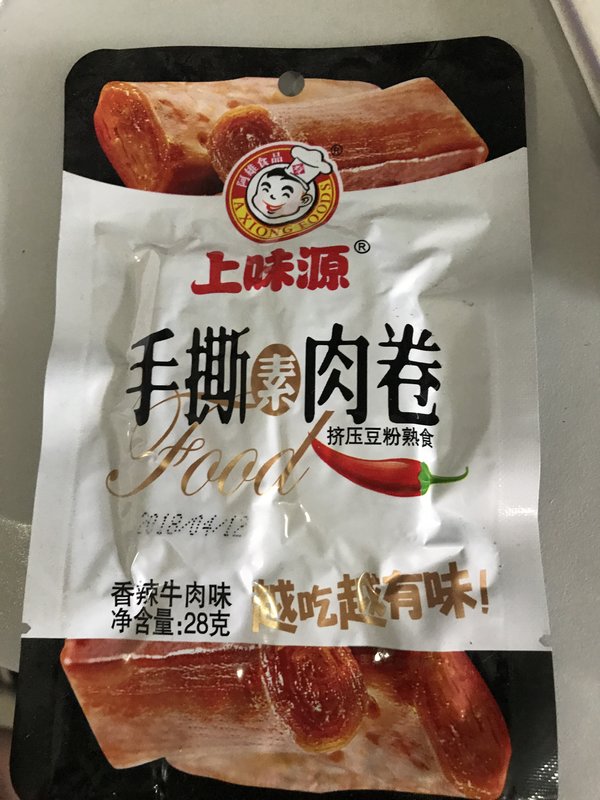 阿雄食品
A XIONG FOODS
®
上味源®
手撕素肉卷
挤压豆粉熟食
Food
2018/04/12
香辣牛肉味
净含量:28克
越吃越有味!